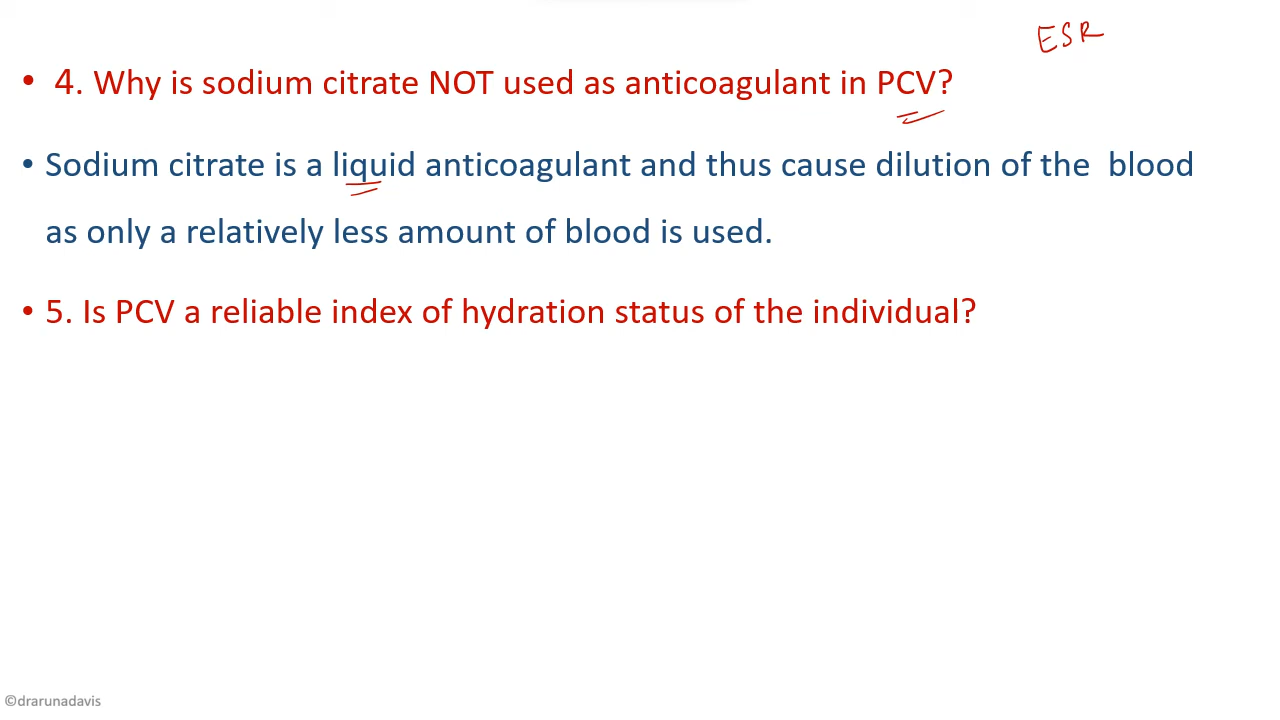 ESR
• 4. Why is sodium citrate NOT used as anticoagulant in PCV?
• Sodium citrate is a liquid anticoagulant and thus cause dilution of the blood
as only a relatively less amount of blood is used.
• 5. Is PCV a reliable index of hydration status of the individual?
©drarunadavis